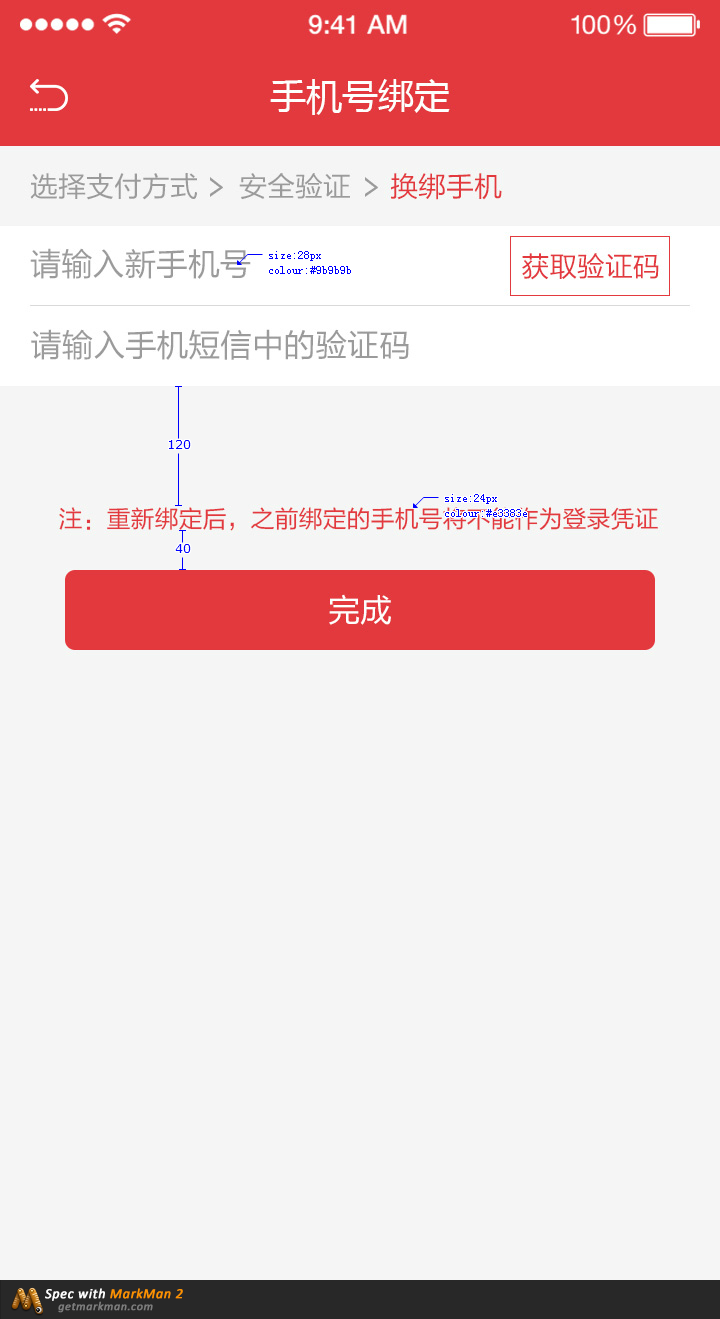 9:41 AM 100%
手机号绑定
选择支付方式 > 安全验证 > 换绑手机
请输入新手机号 获取验证码
size:28px
colour:#9b9b9b
请输入手机短信中的验证码
120
size:24px
colour:#e3383e
注：重新绑定后，之前绑定的手机号将不能作为登录凭证
40
完成
Spec with MarkMan 2
getmarkman.com